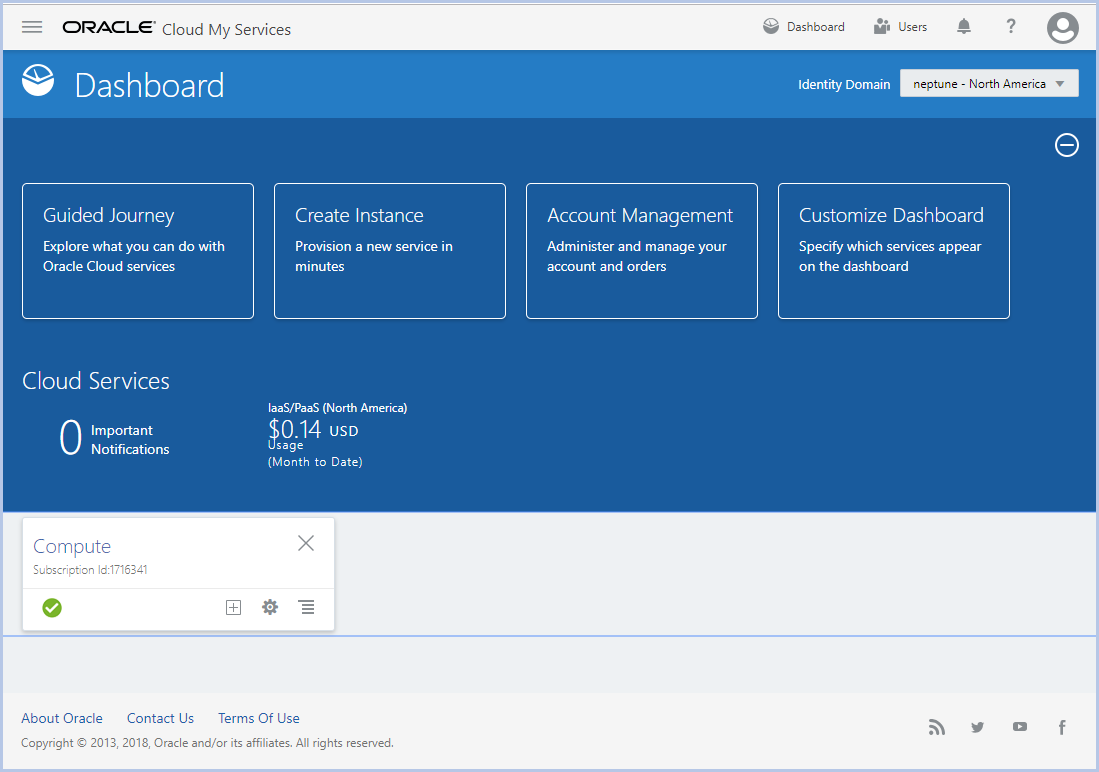 ORACLE Cloud My Services
Dashboard
Users
?
Dashboard
Identity Domain
neptune - North America
Guided Journey
Explore what you can do with
Oracle Cloud services
Create Instance
Provision a new service in
minutes
Account Management
Administer and manage your
account and orders
Customize Dashboard
Specify which services appear
on the dashboard
Cloud Services
0 Important
Notifications
IaaS/PaaS (North America)
$0.14 USD
Usage
(Month to Date)
Compute
Subscription Id:1716341
About Oracle
Contact Us
Terms Of Use
Copyright © 2013, 2018, Oracle and/or its affiliates. All rights reserved.